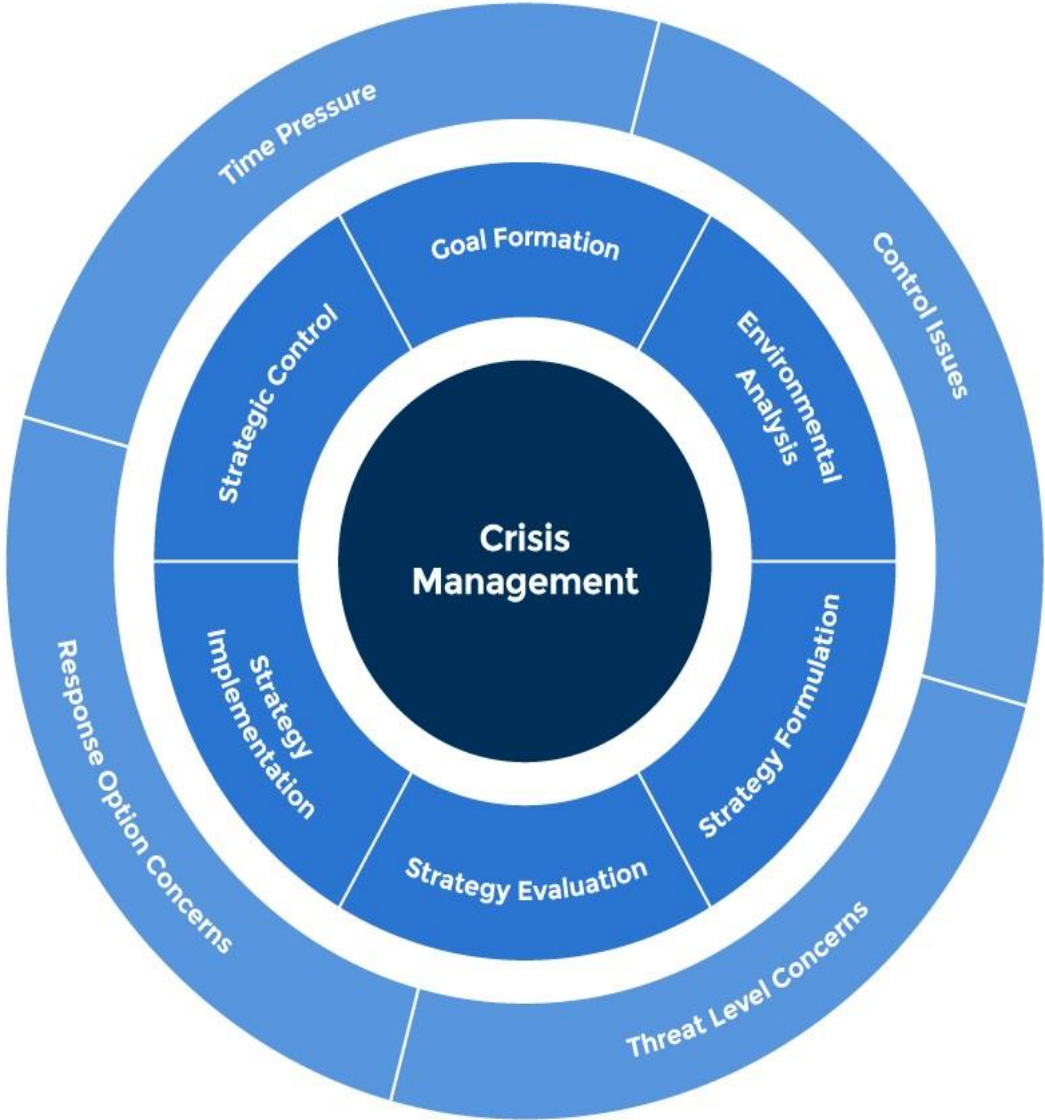 Time Pressure
Control Issues
Goal Formation
Strategic Control
Environmental
Analysis
Crisis
Management
Strategy
Implementation
Strategy Formulation
Response Option Concerns
Strategy Evaluation
Threat Level Concerns